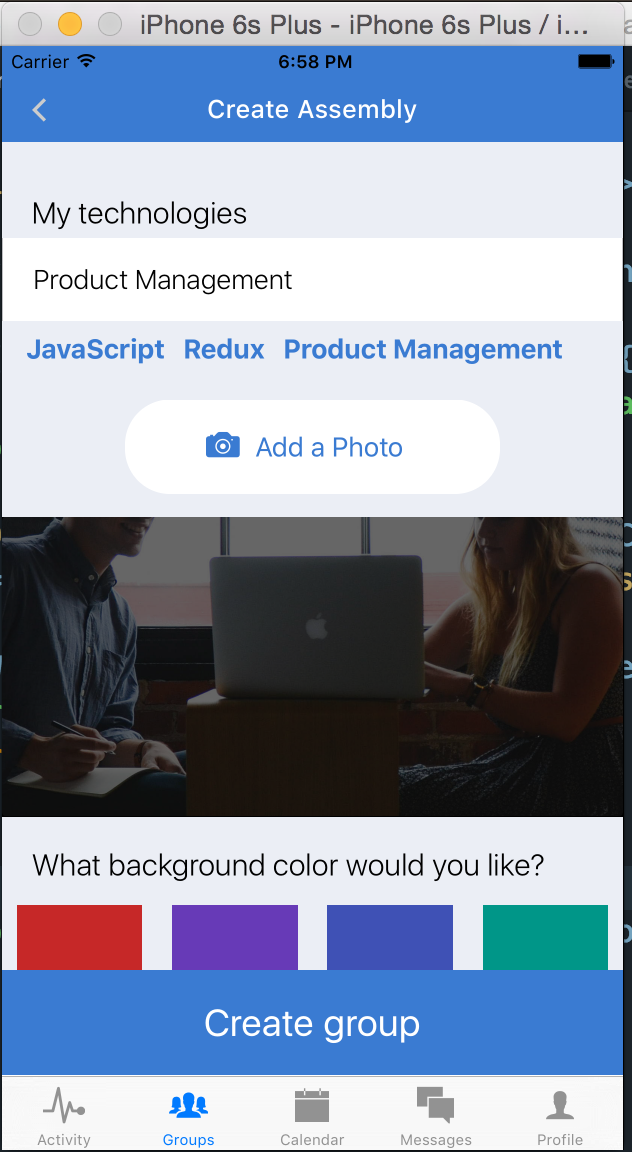 iPhone 6s Plus - iPhone 6s Plus / i...
Carrier 6:58 PM
Create Assembly
My technologies
Product Management
JavaScript Redux Product Management
Add a Photo
What background color would you like?
Create group
Activity Groups Calendar Messages Profile